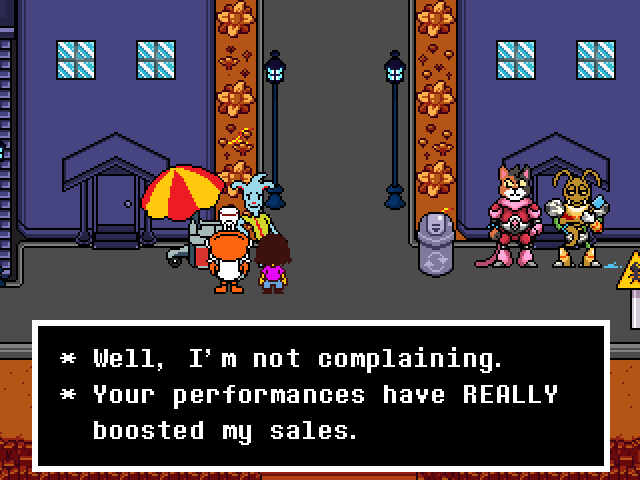 * Well, I'm not complaining.
* Your performances have REALLY
boosted my sales.